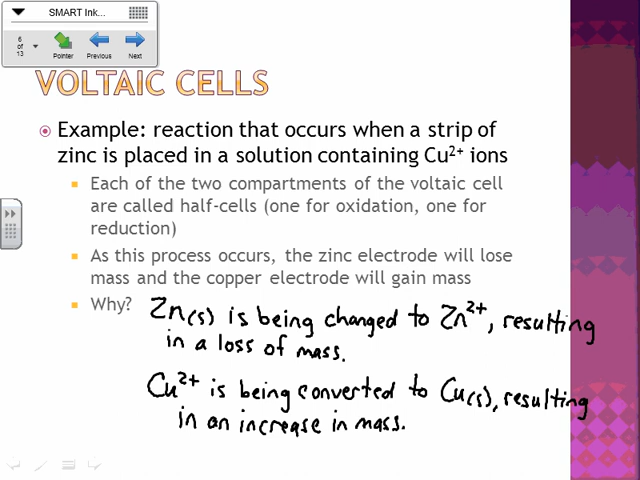 SMART Ink...
6
of
13
Pointer
Previous
Next
VOLTAIC CELLS
Example: reaction that occurs when a strip of
zinc is placed in a solution containing Cu²⁺ ions
Each of the two compartments of the voltaic cell
are called half-cells (one for oxidation, one for
reduction)
As this process occurs, the zinc electrode will lose
mass and the copper electrode will gain mass
Why? Zn(s) is being changed to Zn²⁺, resulting
in a loss of mass.
Cu²⁺ is being converted to Cu(s), resulting
in an increase in mass.